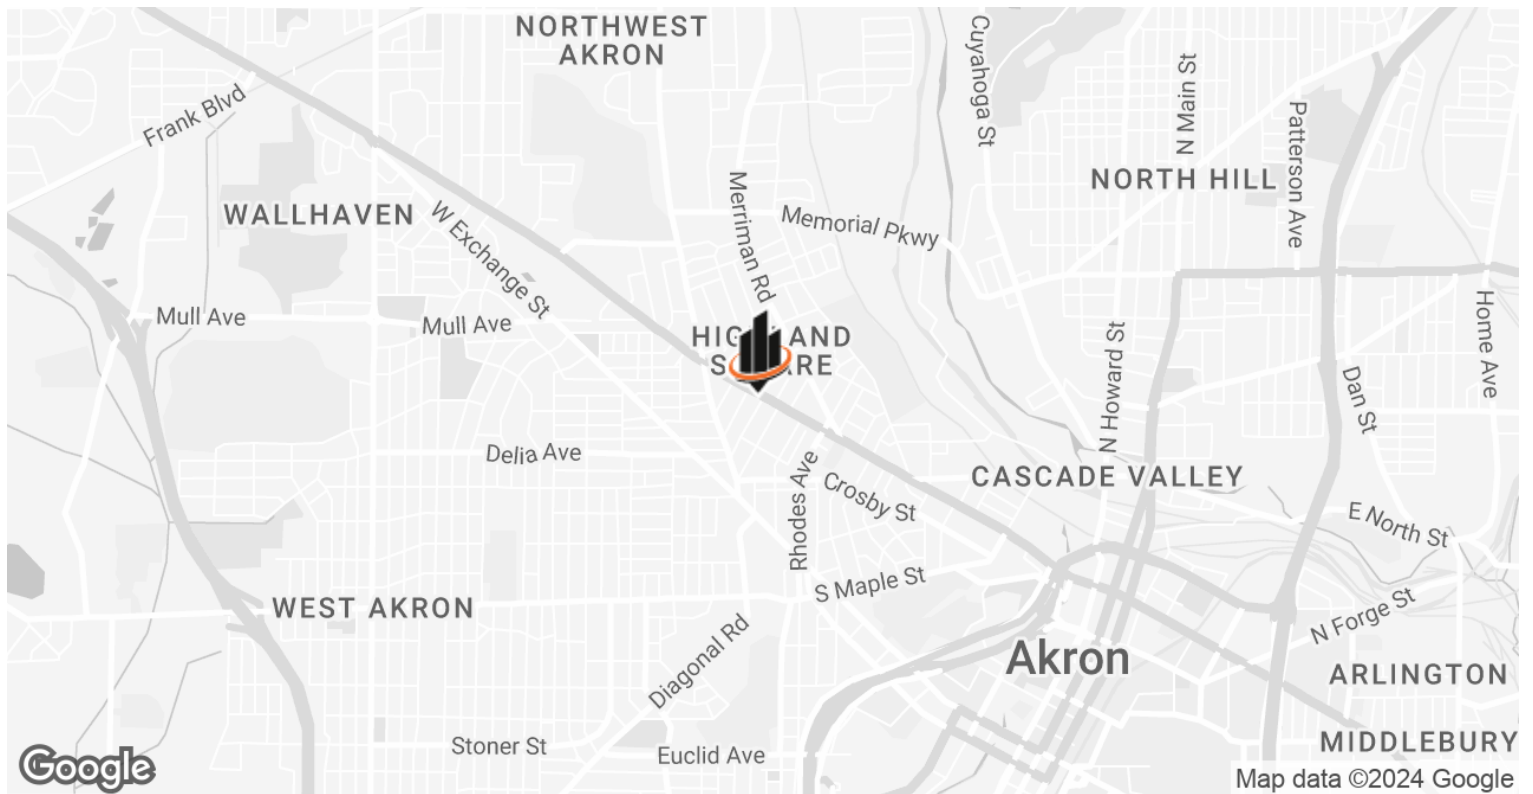 NORTHWEST
AKRON
Cuyahoga St
N Main St
Frank Blvd
Patterson Ave
Merriman Rd
NORTH HILL
WALLHAVEN
W Exchange St
Memorial Pkwy
Mull Ave
Mull Ave
Home Ave
N Howard St
Dan St
Delia Ave
Rhodes Ave
Crosby St
CASCADE VALLEY
E North St
S Maple St
WEST AKRON
N Forge St
Diagonal Rd
Akron
ARLINGTON
Stoner St
Euclid Ave
MIDDLEBURY
Google
Map data ©2024 Google